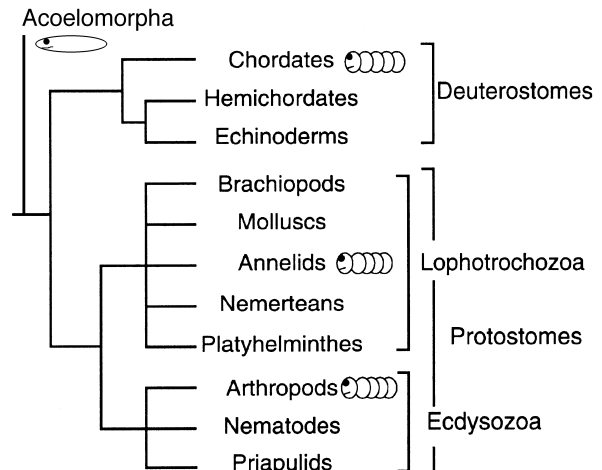 Acoelomorpha
Chordates
Deuterostomes
Hemichordates
Echinoderms
Brachiopods
Molluscs
Annelids
Lophotrochozoa
Nemerteans
Protostomes
Platyhelminthes
Arthropods
Ecdysozoa
Nematodes
Priapulids